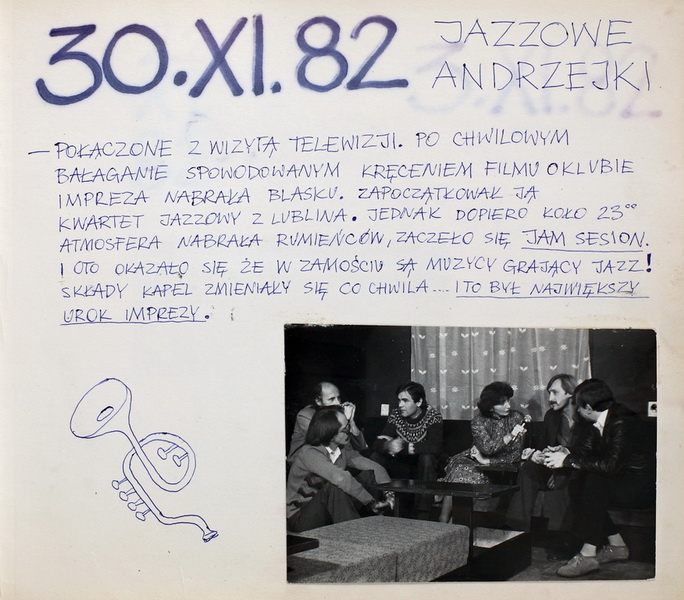 30.XI.82 JAZZOWE
ANDRZEJKI
— POŁĄCZONE Z WIZYTĄ TELEWIZJI. PO CHWILOWYM
BAŁAGANIE SPOWODOWANYM KRĘCENIEM FILMU O KLUBIE
IMPREZA NABRAŁA BLASKU. ZAPOCZĄTKOWAŁ JĄ
KWARTET JAZZOWY Z LUBLINA. JEDNAK DOPIERO KOŁO 23⁰⁰
ATMOSFERA NABRAŁA RUMIEŃCÓW, ZACZEŁO SIĘ JAM SESION.
I OTO OKAZAŁO SIĘ ŻE W ZAMOŚCIU SĄ MUZYCY GRAJĄCY JAZZ!
SKŁADY KAPEL ZMIENIAŁY SIĘ CO CHWILA.... I TO BYŁ NAJWIĘKSZY
UROK IMPREZY.